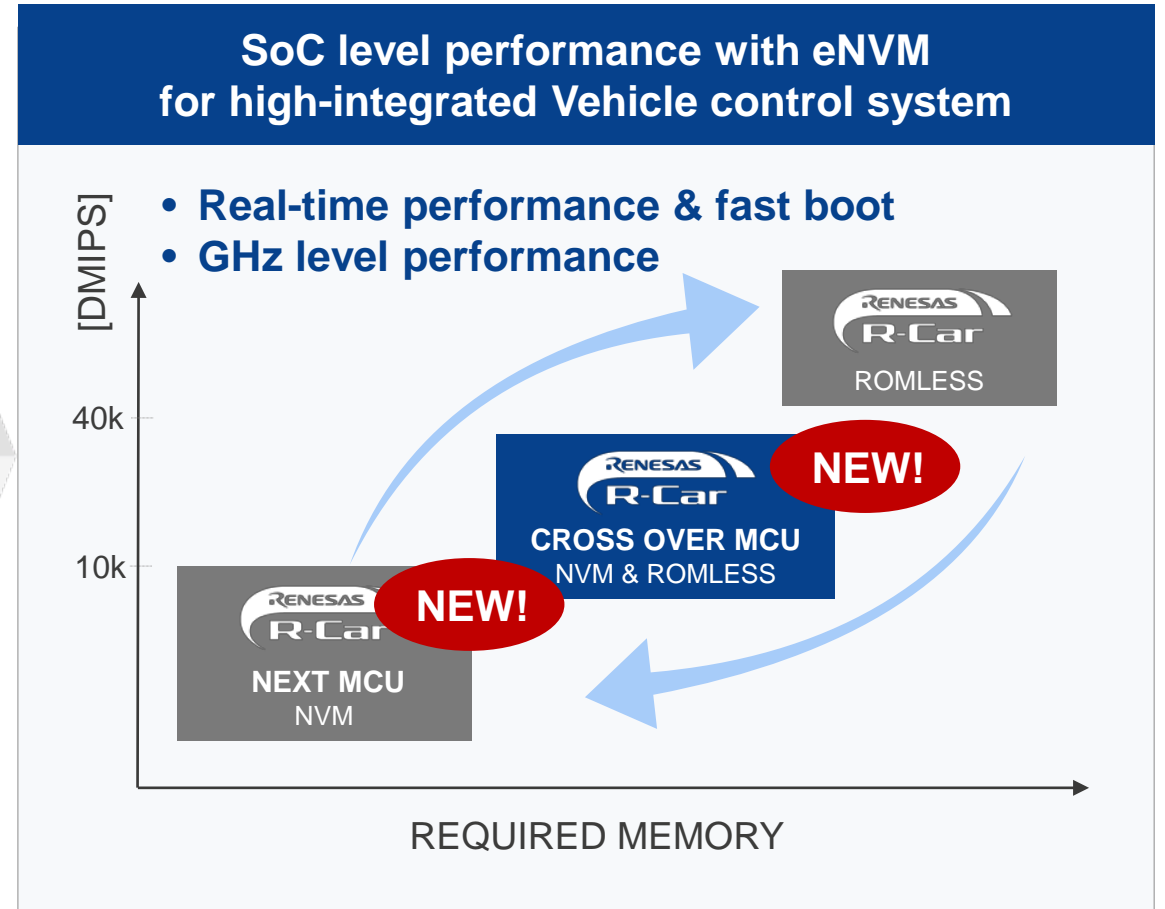 SoC level performance with eNVM
for high-integrated Vehicle control system
• Real-time performance & fast boot
• GHz level performance
[DMIPS]
RENESAS
R-Car
ROMLESS
40k
NEW!
RENESAS
R-Car
CROSS OVER MCU
NVM & ROMLESS
10k
NEW!
RENESAS
R-Car
NEXT MCU
NVM
REQUIRED MEMORY